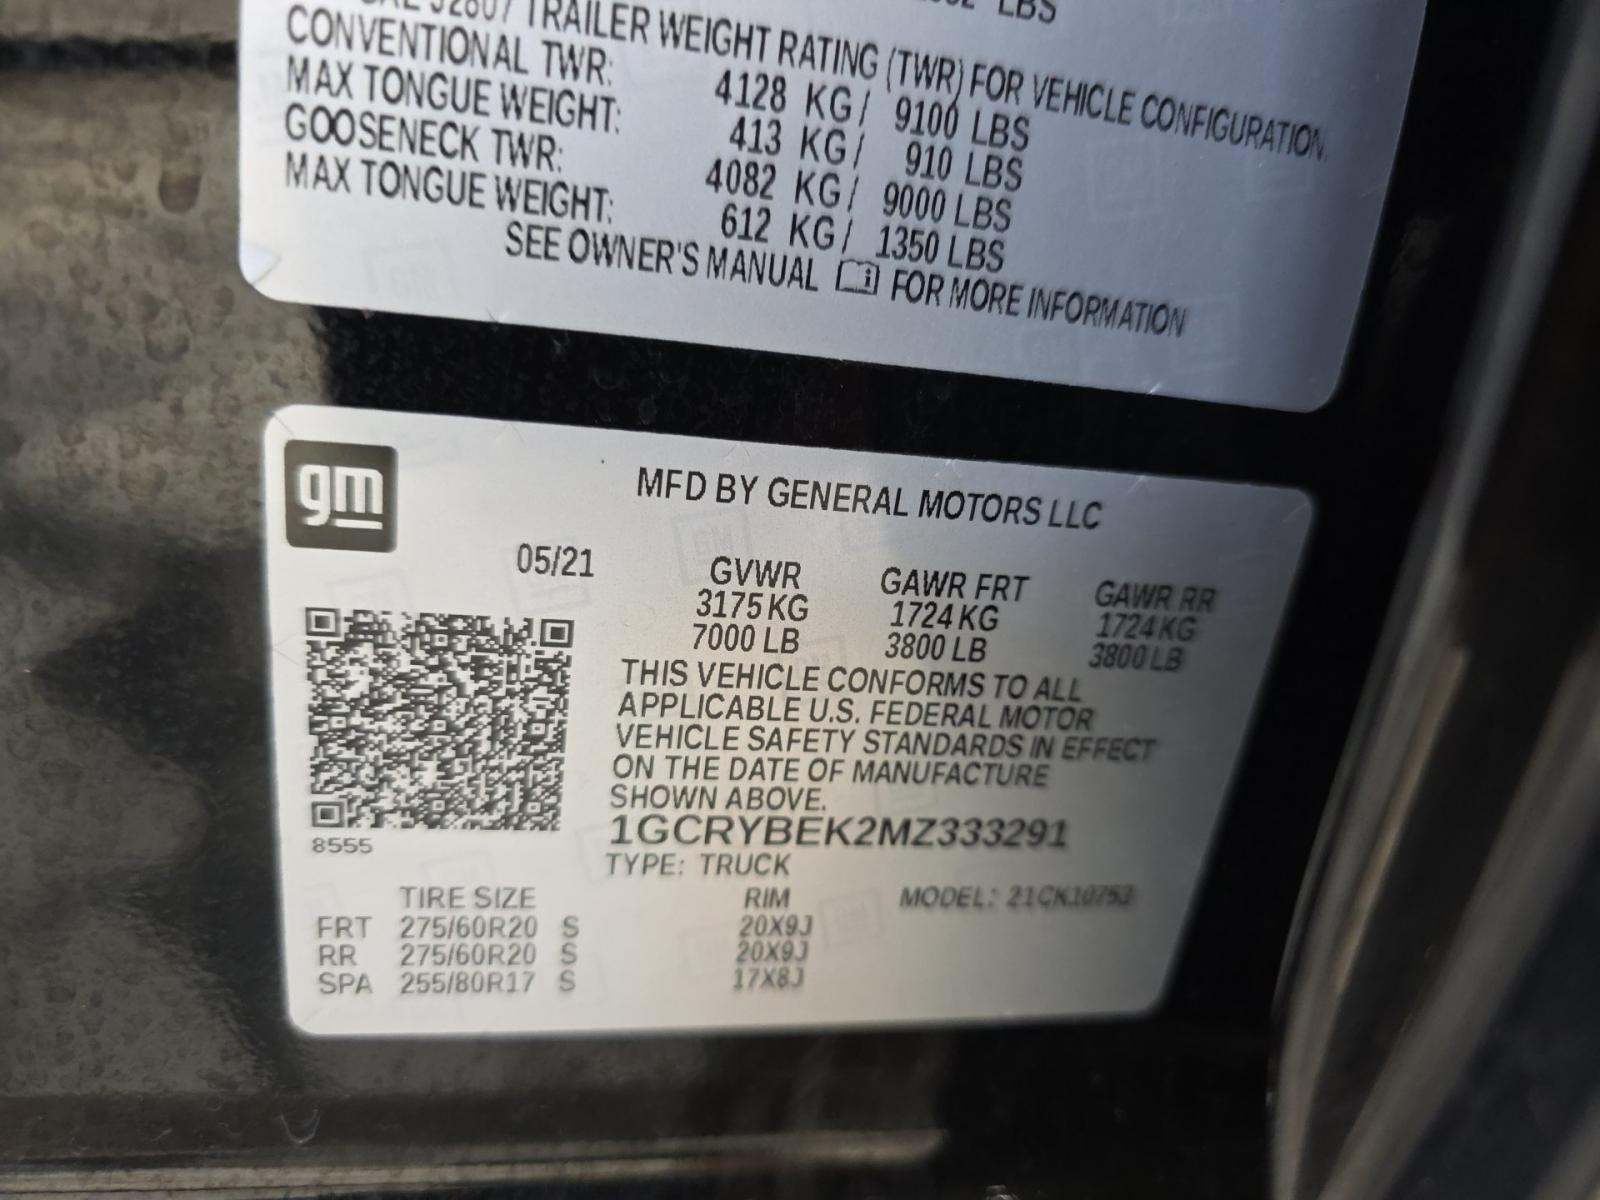 J2807 TRAILER WEIGHT RATING (TWR) FOR VEHICLE CONFIGURATION.
LBS
CONVENTIONAL TWR: 4128 KG / 9100 LBS
MAX TONGUE WEIGHT: 413 KG / 910 LBS
GOOSENECK TWR: 4082 KG / 9000 LBS
MAX TONGUE WEIGHT: 612 KG / 1350 LBS
SEE OWNER'S MANUAL FOR MORE INFORMATION
gm
MFD BY GENERAL MOTORS LLC
05/21 GVWR GAWR FRT GAWR RR
3175 KG 1724 KG 1724 KG
7000 LB 3800 LB 3800 LB
THIS VEHICLE CONFORMS TO ALL
APPLICABLE U.S. FEDERAL MOTOR
VEHICLE SAFETY STANDARDS IN EFFECT
ON THE DATE OF MANUFACTURE
SHOWN ABOVE.
8555
1GCRYBEK2MZ333291
TYPE: TRUCK
TIRE SIZE RIM MODEL: 21CK10753
FRT 275/60R20 S 20X9J
RR 275/60R20 S 20X9J
SPA 255/80R17 S 17X8J